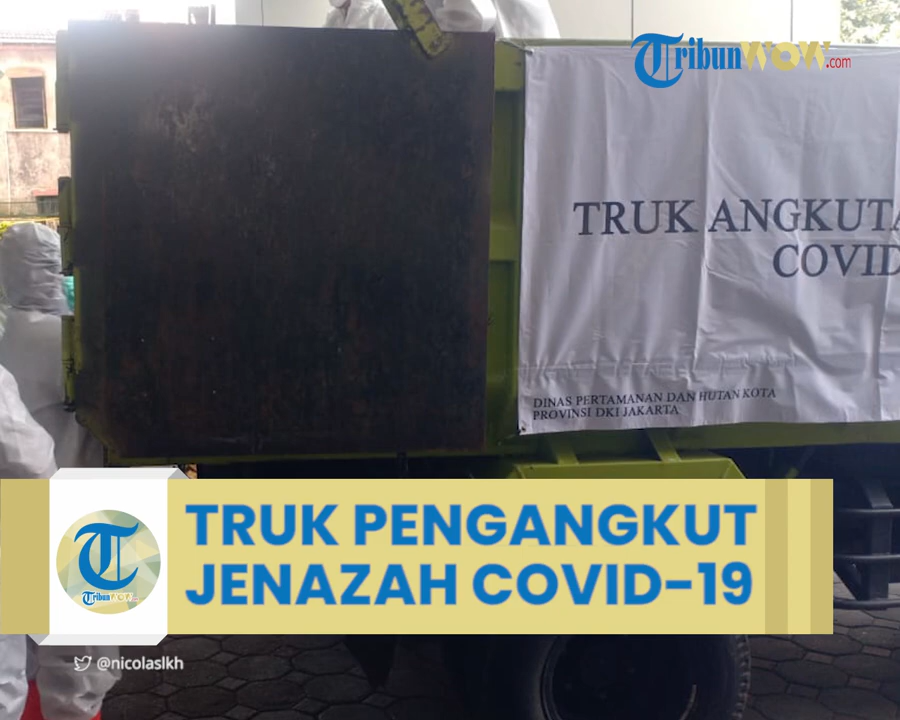 TribunWOW.com
TRUK ANGKUTA
COVID
DINAS PERTAMANAN DAN HUTAN KOTA
PROVINSI DKI JAKARTA
TRUK PENGANGKUT
JENAZAH COVID-19
TribunWOW
@nicolaslkh